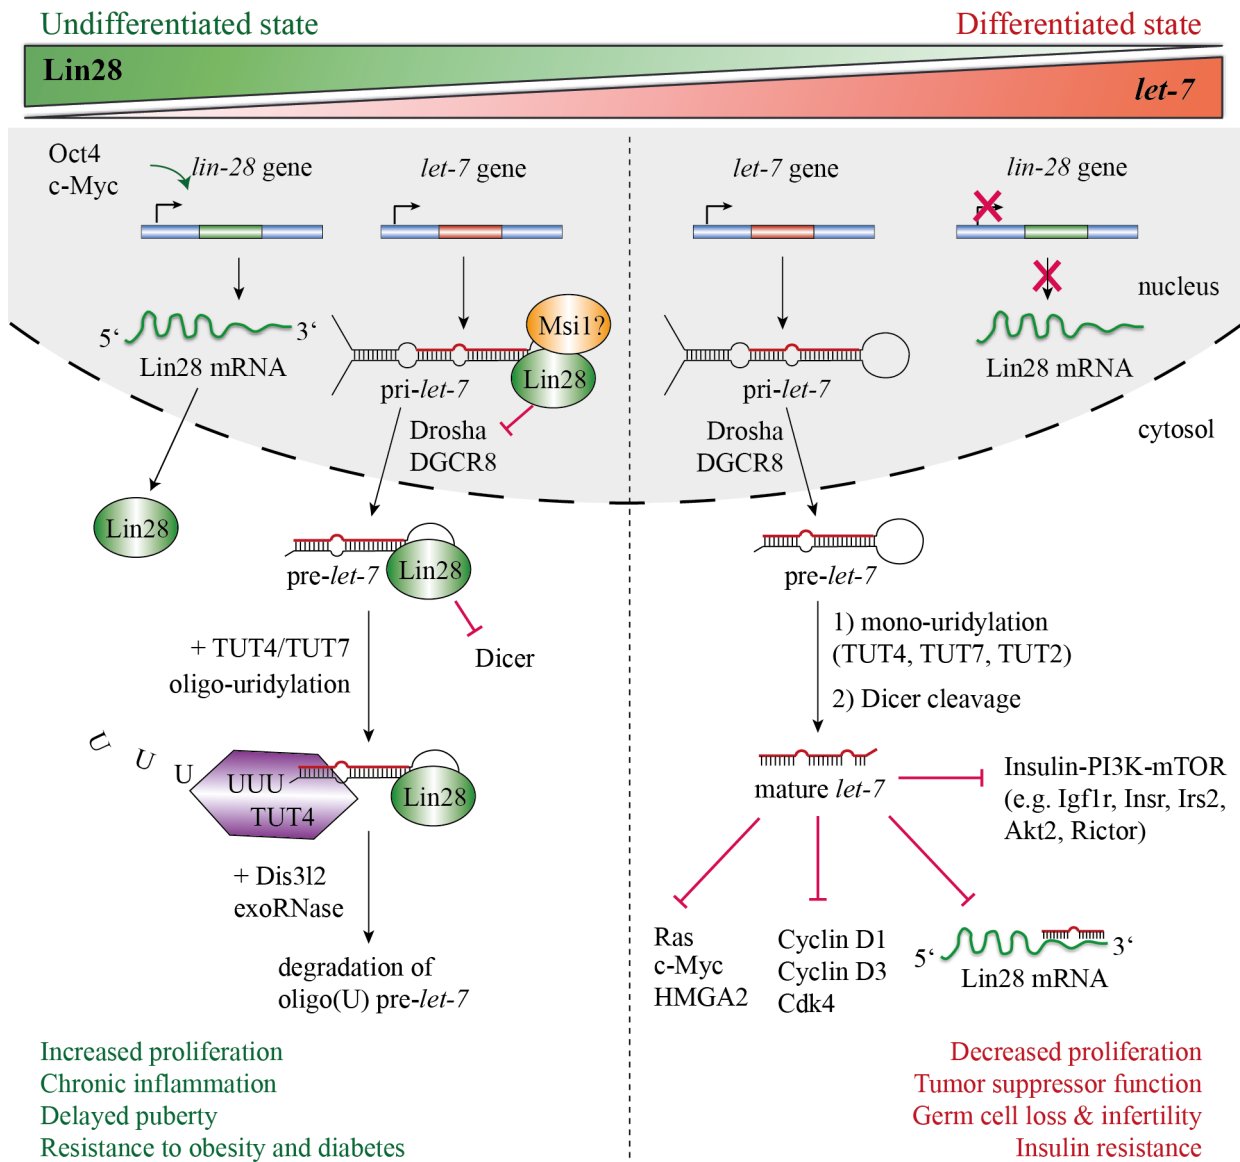 Undifferentiated state
Differentiated state
Lin28
let-7
Oct4
c-Myc
lin-28 gene
let-7 gene
let-7 gene
lin-28 gene
nucleus
5‘
3‘
Lin28 mRNA
Msi1?
Lin28
pri-let-7
pri-let-7
Lin28 mRNA
Drosha
DGCR8
Drosha
DGCR8
cytosol
Lin28
pre-let-7
Lin28
pre-let-7
+ TUT4/TUT7
oligo-uridylation
Dicer
1) mono-uridylation
(TUT4, TUT7, TUT2)
2) Dicer cleavage
U
U
U
UUU
TUT4
Lin28
mature let-7
Insulin-PI3K-mTOR
(e.g. Igf1r, Insr, Irs2,
Akt2, Rictor)
+ Dis3l2
exoRNase
degradation of
oligo(U) pre-let-7
Ras
c-Myc
HMGA2
Cyclin D1
Cyclin D3
Cdk4
5‘
3‘
Lin28 mRNA
Increased proliferation
Chronic inflammation
Delayed puberty
Resistance to obesity and diabetes
Decreased proliferation
Tumor suppressor function
Germ cell loss & infertility
Insulin resistance